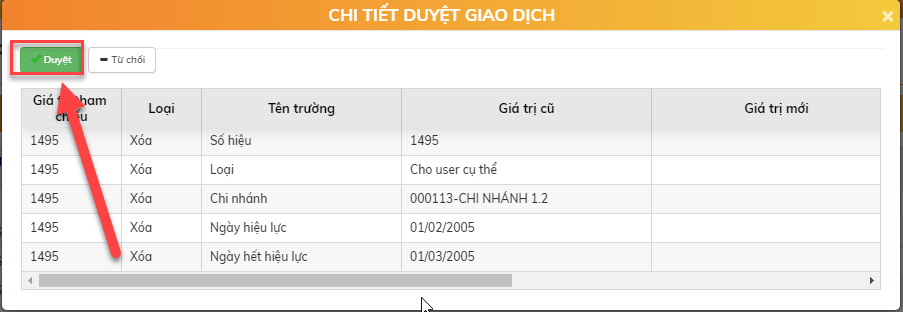 CHI TIẾT DUYỆT GIAO DỊCH
Duyệt
Từ chối
Giá trị tham chiếu Loại Tên trường Giá trị cũ Giá trị mới
1495 Xóa Số hiệu 1495
1495 Xóa Loại Cho user cụ thể
1495 Xóa Chi nhánh 000113-CHI NHÁNH 1.2
1495 Xóa Ngày hiệu lực 01/02/2005
1495 Xóa Ngày hết hiệu lực 01/03/2005